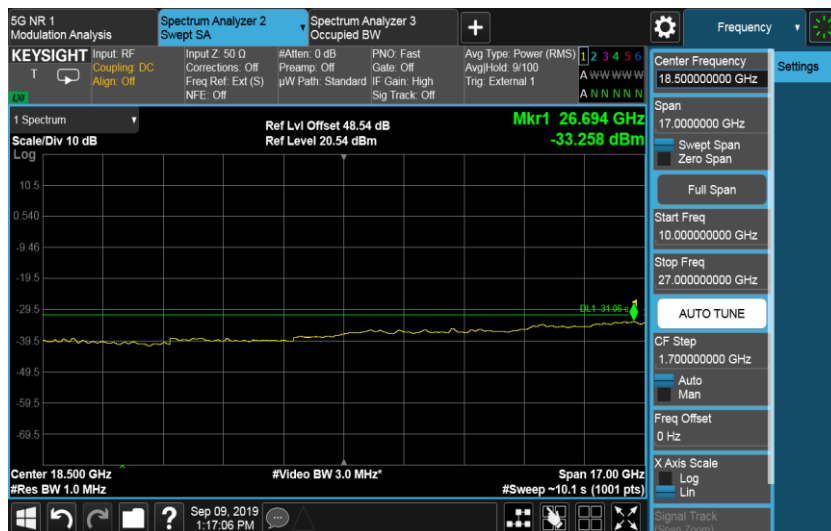 5G NR 1
Modulation Analysis
Spectrum Analyzer 2
Swept SA
Spectrum Analyzer 3
Occupied BW
Frequency
KEYSIGHT
T
LXI
Input: RF
Coupling: DC
Align: Off
Input Z: 50 Ω
Corrections: Off
Freq Ref: Ext (S)
NFE: Off
#Atten: 0 dB
Preamp: Off
µW Path: Standard
PNO: Fast
Gate: Off
IF Gain: High
Sig Track: Off
Avg Type: Power (RMS)
Avg|Hold: 9/100
Trig: External 1
1 2 3 4 5 6
A W W W W W
A N N N N N
1 Spectrum
Scale/Div 10 dB
Log
Ref Lvl Offset 48.54 dB
Ref Level 20.54 dBm
Mkr1 26.694 GHz
-33.258 dBm
10.5
0.540
-9.46
-19.5
-29.5
-39.5
-49.5
-59.5
-69.5
DL1 -31.06
Center 18.500 GHz
#Res BW 1.0 MHz
#Video BW 3.0 MHz*
Span 17.00 GHz
#Sweep ~10.1 s (1001 pts)
Sep 09, 2019
1:17:06 PM
Center Frequency
18.500000000 GHz
Span
17.0000000 GHz
Swept Span
Zero Span
Full Span
Start Freq
10.000000000 GHz
Stop Freq
27.000000000 GHz
AUTO TUNE
CF Step
1.700000000 GHz
Auto
Man
Freq Offset
0 Hz
X Axis Scale
Log
Lin
Signal Track
(Span Zoom)
Settings